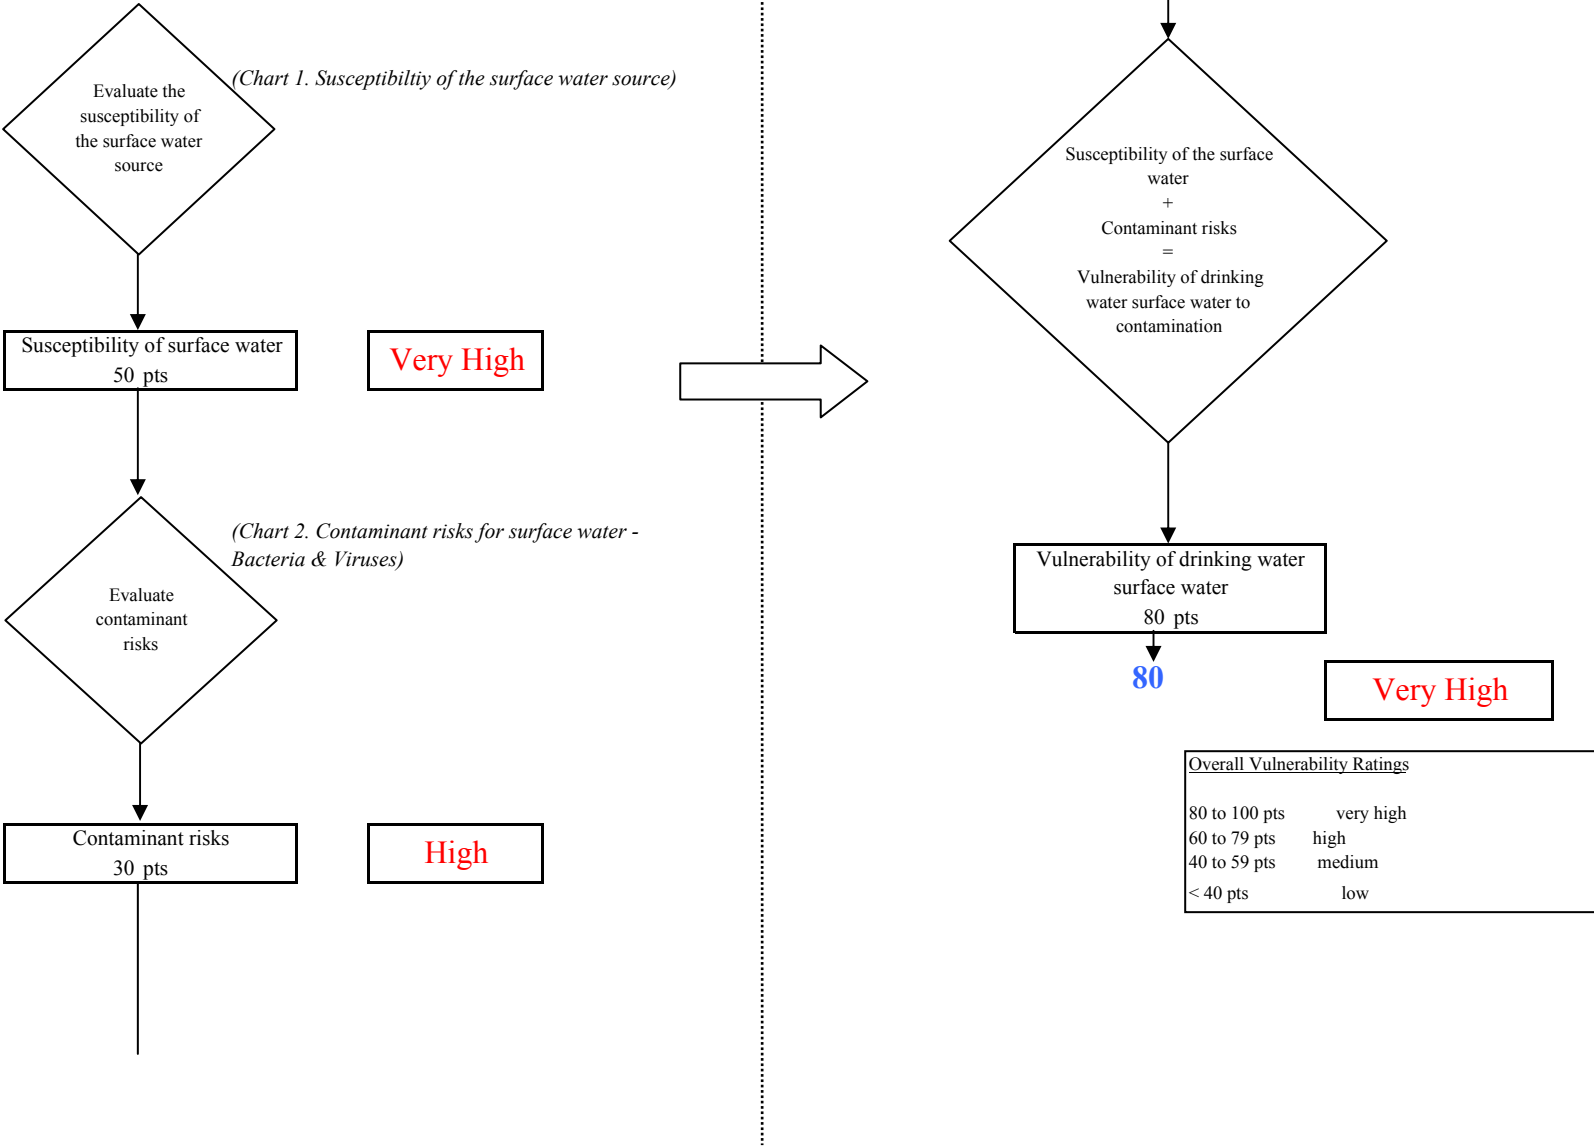 Evaluate the
susceptibility of
the surface water
source
(Chart 1. Susceptibiltiy of the surface water source)
Susceptibility of surface water
50 pts
Very High
(Chart 2. Contaminant risks for surface water -
Bacteria & Viruses)
Evaluate
contaminant
risks
Contaminant risks
30 pts
High
Susceptibility of the surface
water
+
Contaminant risks
=
Vulnerability of drinking
water surface water to
contamination
Vulnerability of drinking water
surface water
80 pts
80
Very High
Overall Vulnerability Ratings
80 to 100 pts very high
60 to 79 pts high
40 to 59 pts medium
< 40 pts low